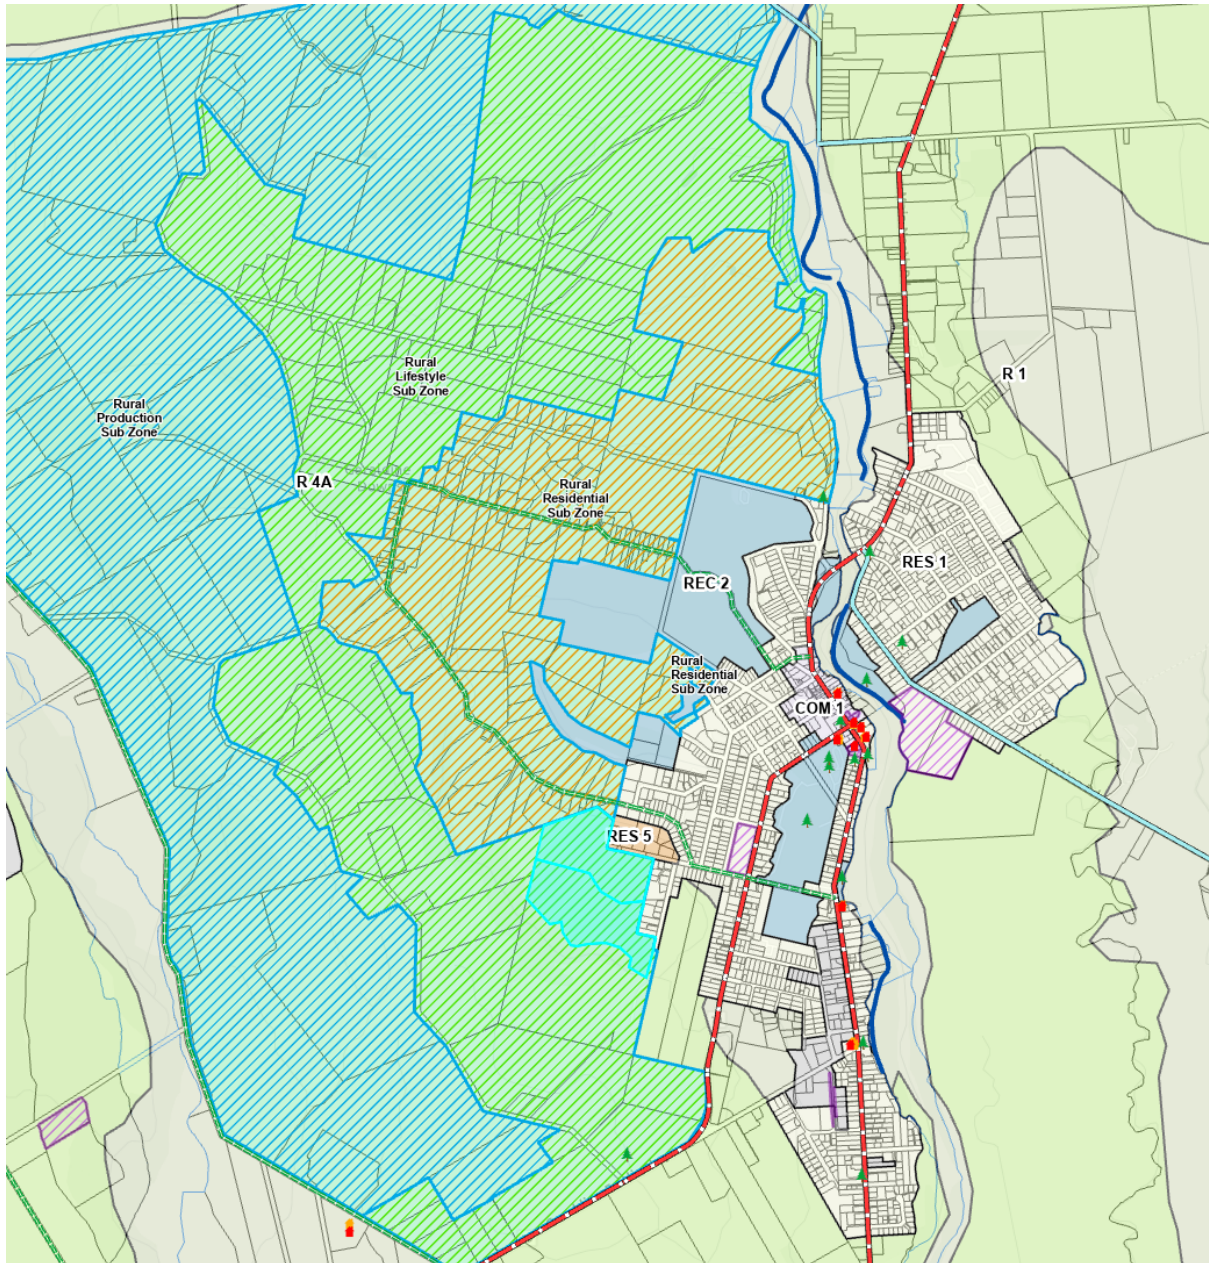 Rural
Lifestyle
Sub Zone
R 1
Rural
Production
Sub Zone
R 4A
Rural
Residential
Sub Zone
RES 1
REC 2
Rural
Residential
Sub Zone
COM 1
RES 5